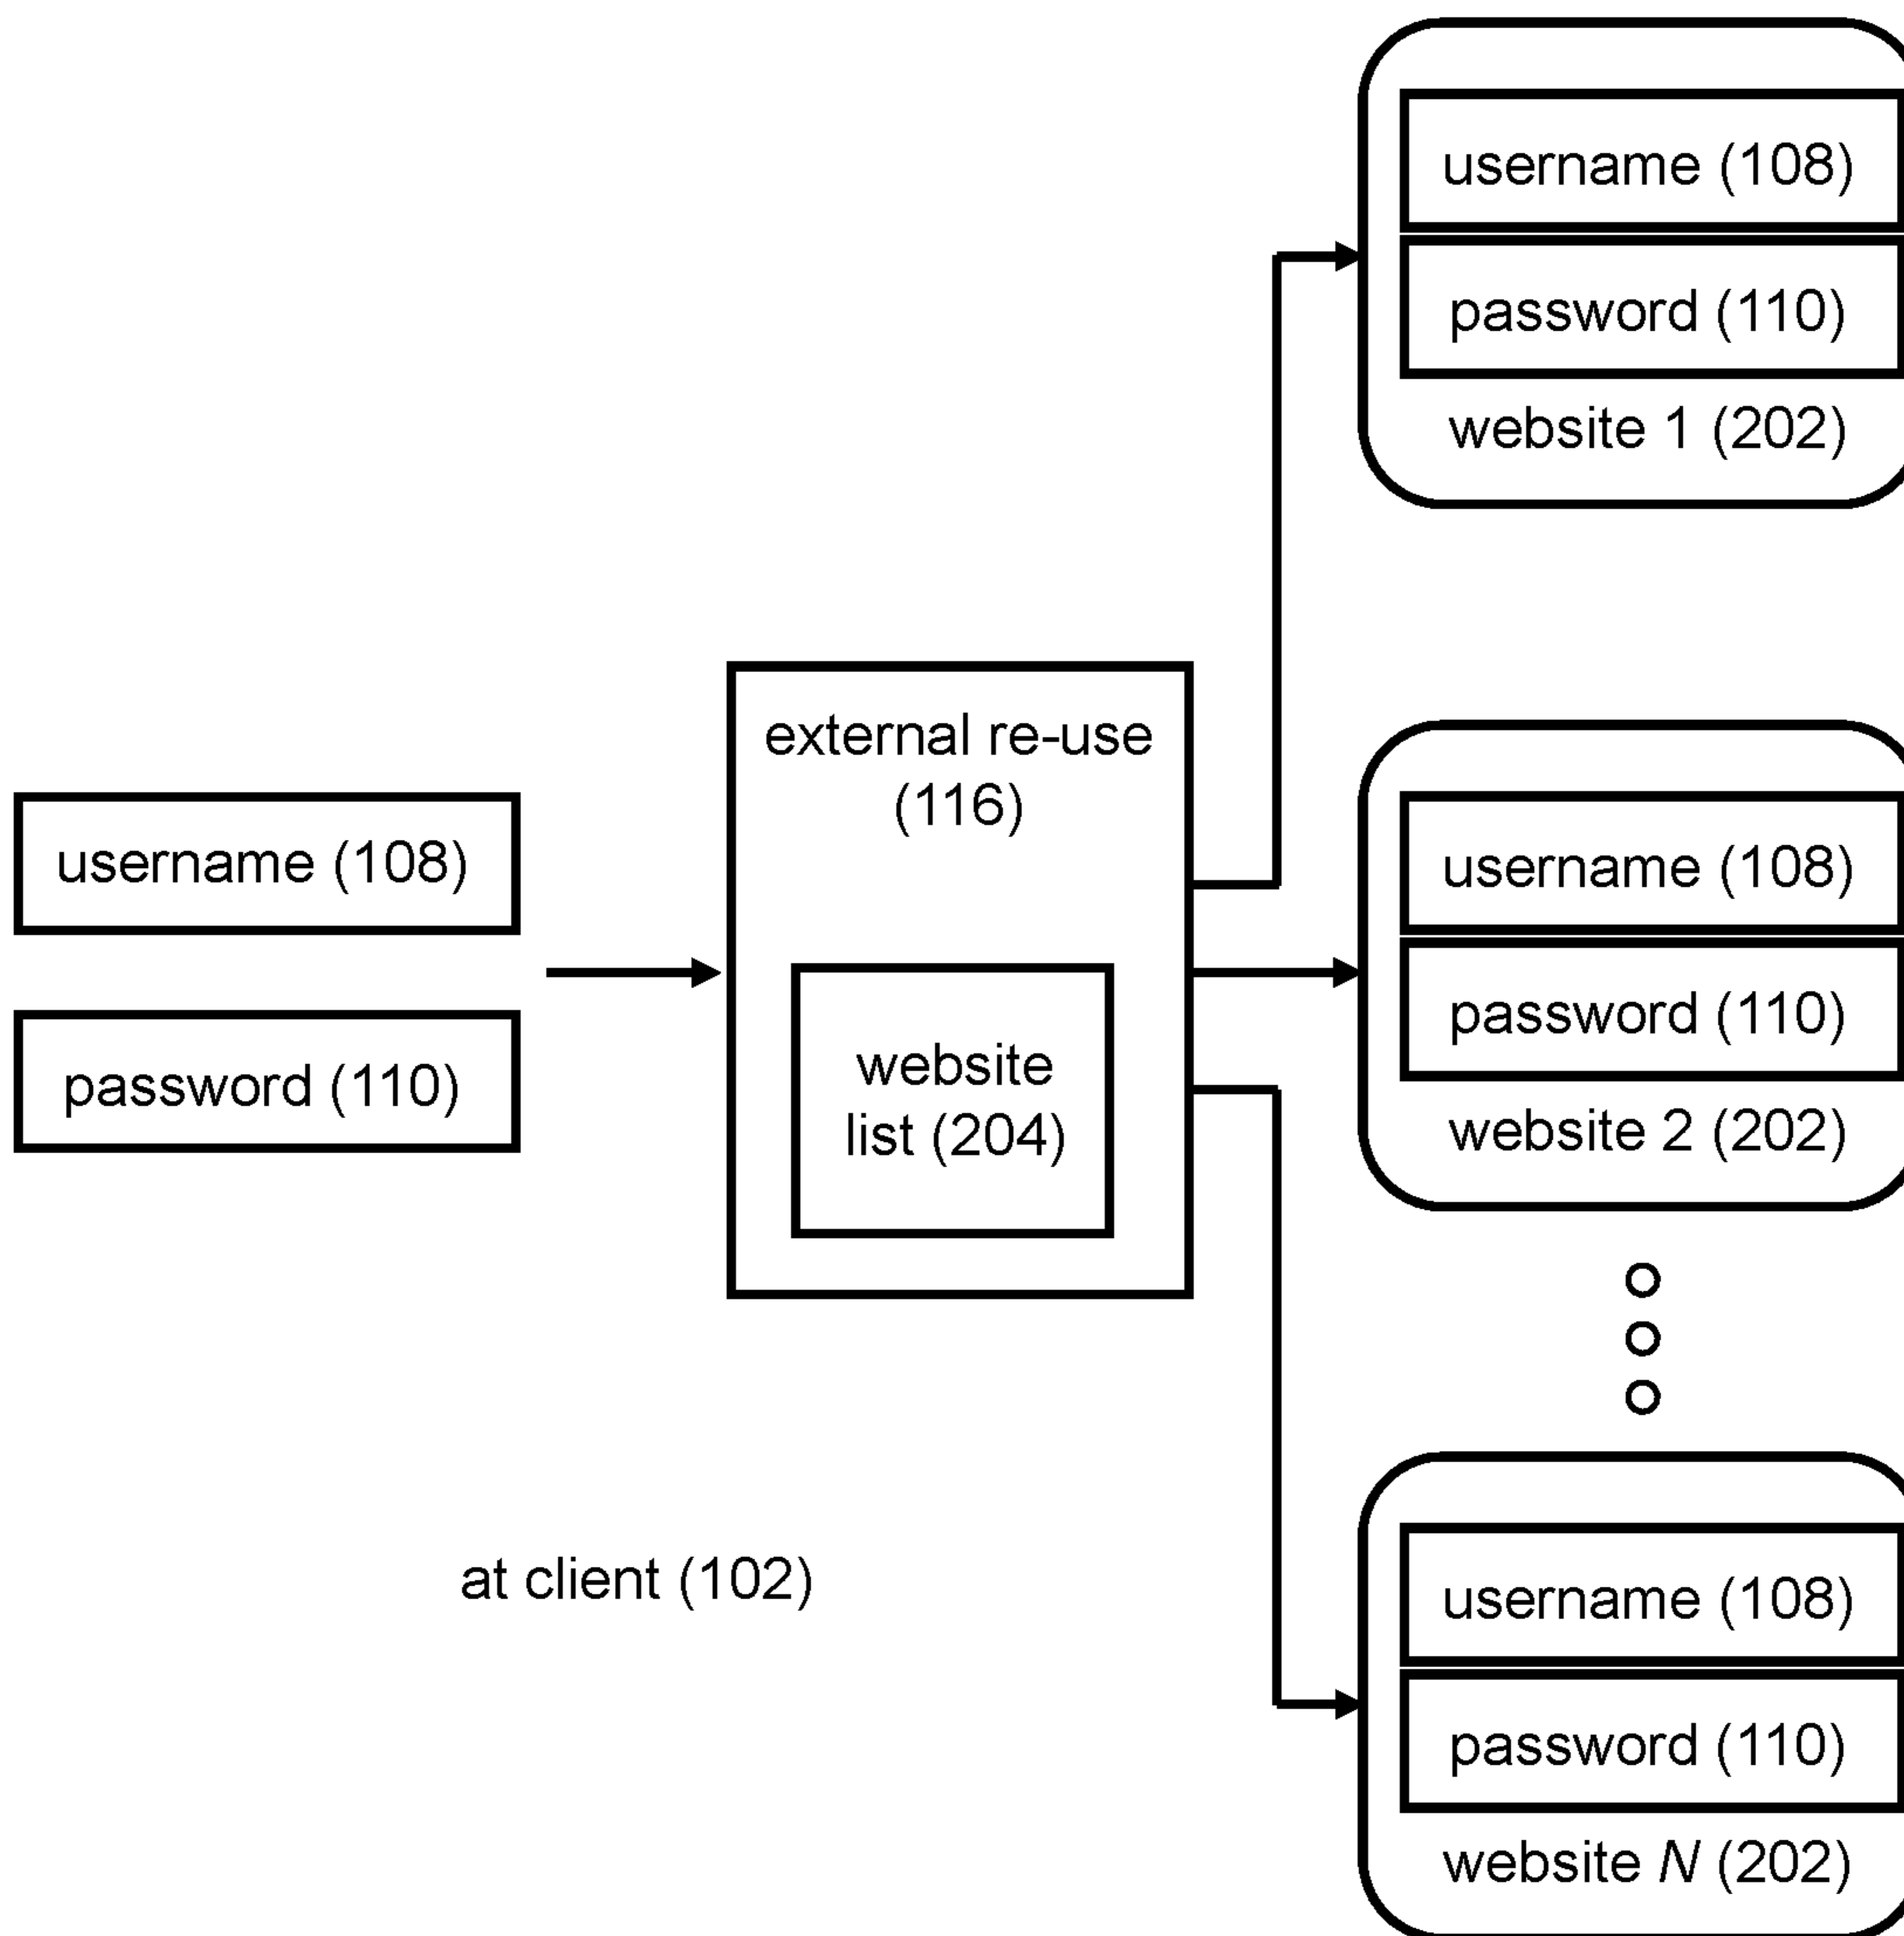 username (108)
password (110)
website 1 (202)
external re-use
(116)
username (108)
password (110)
website
list (204)
username (108)
password (110)
website 2 (202)
at client (102)
username (108)
password (110)
website N (202)